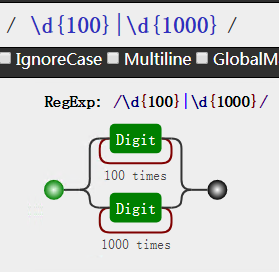 / \d{100}|\d{1000} /
IgnoreCase Multiline GlobalM
RegExp: /\d{100}|\d{1000}/
Digit
100 times
Digit
1000 times